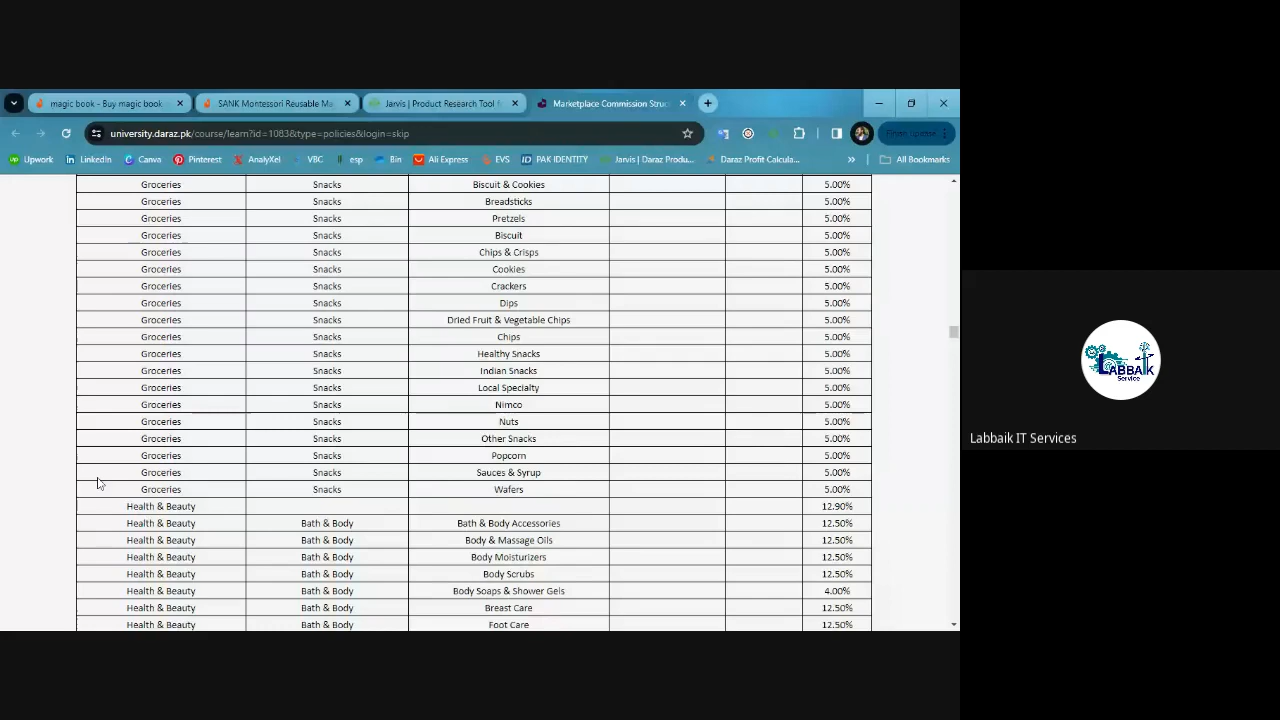 magic book - Buy magic book
SANK Montessori Reusable Ma
Jarvis | Product Research Tool f
Marketplace Commission Struc
university.daraz.pk/course/learn?id=1083&type=policies&login=skip
Upwork
LinkedIn
Canva
Pinterest
AnalyXel
VBC
esp
Bin
Ali Express
EVS
PAK IDENTITY
Jarvis | Daraz Produ...
Daraz Profit Calcula...
All Bookmarks
Groceries Snacks Biscuit & Cookies 5.00%
Groceries Snacks Breadsticks 5.00%
Groceries Snacks Pretzels 5.00%
Groceries Snacks Biscuit 5.00%
Groceries Snacks Chips & Crisps 5.00%
Groceries Snacks Cookies 5.00%
Groceries Snacks Crackers 5.00%
Groceries Snacks Dips 5.00%
Groceries Snacks Dried Fruit & Vegetable Chips 5.00%
Groceries Snacks Chips 5.00%
Groceries Snacks Healthy Snacks 5.00%
Groceries Snacks Indian Snacks 5.00%
Groceries Snacks Local Specialty 5.00%
Groceries Snacks Nimco 5.00%
Groceries Snacks Nuts 5.00%
Groceries Snacks Other Snacks 5.00%
Groceries Snacks Popcorn 5.00%
Groceries Snacks Sauces & Syrup 5.00%
Groceries Snacks Wafers 5.00%
Health & Beauty 12.90%
Health & Beauty Bath & Body Bath & Body Accessories 12.50%
Health & Beauty Bath & Body Body & Massage Oils 12.50%
Health & Beauty Bath & Body Body Moisturizers 12.50%
Health & Beauty Bath & Body Body Scrubs 12.50%
Health & Beauty Bath & Body Body Soaps & Shower Gels 4.00%
Health & Beauty Bath & Body Breast Care 12.50%
Health & Beauty Bath & Body Foot Care 12.50%
LABBAIK
Service
Labbaik IT Services